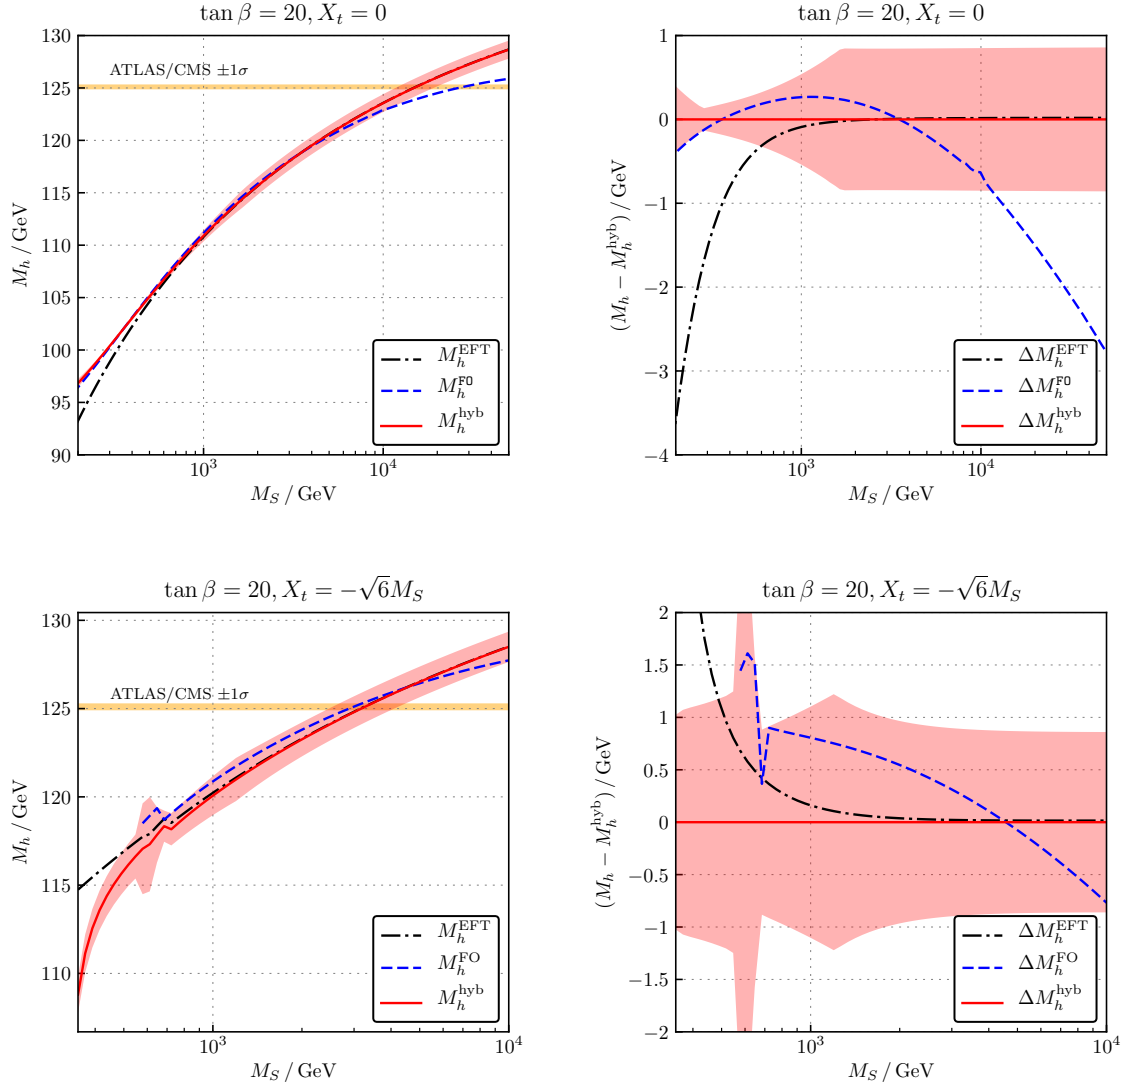 tan β = 20, X_t = 0
M_h / GeV
130
125
120
115
110
105
100
95
90
ATLAS/CMS ±1σ
M_h^EFT
M_h^FO
M_h^hyb
10^3
10^4
M_S / GeV
tan β = 20, X_t = 0
(M_h − M_h^hyb) / GeV
1
0
−1
−2
−3
−4
ΔM_h^EFT
ΔM_h^FO
ΔM_h^hyb
10^3
10^4
M_S / GeV
tan β = 20, X_t = −√6M_S
M_h / GeV
130
125
120
115
110
ATLAS/CMS ±1σ
M_h^EFT
M_h^FO
M_h^hyb
10^3
10^4
M_S / GeV
tan β = 20, X_t = −√6M_S
(M_h − M_h^hyb) / GeV
2
1.5
1
0.5
0
−0.5
−1
−1.5
−2
ΔM_h^EFT
ΔM_h^FO
ΔM_h^hyb
10^3
10^4
M_S / GeV